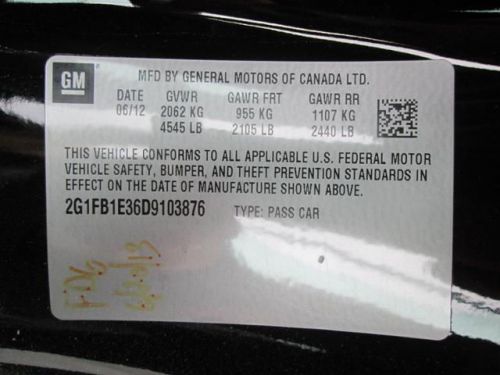 GM
MFD BY GENERAL MOTORS OF CANADA LTD.
DATE GVWR GAWR FRT GAWR RR
06/12 2062 KG 955 KG 1107 KG
4545 LB 2105 LB 2440 LB
THIS VEHICLE CONFORMS TO ALL APPLICABLE U.S. FEDERAL MOTOR
VEHICLE SAFETY, BUMPER, AND THEFT PREVENTION STANDARDS IN
EFFECT ON THE DATE OF MANUFACTURE SHOWN ABOVE.
2G1FB1E36D9103876 TYPE: PASS CAR